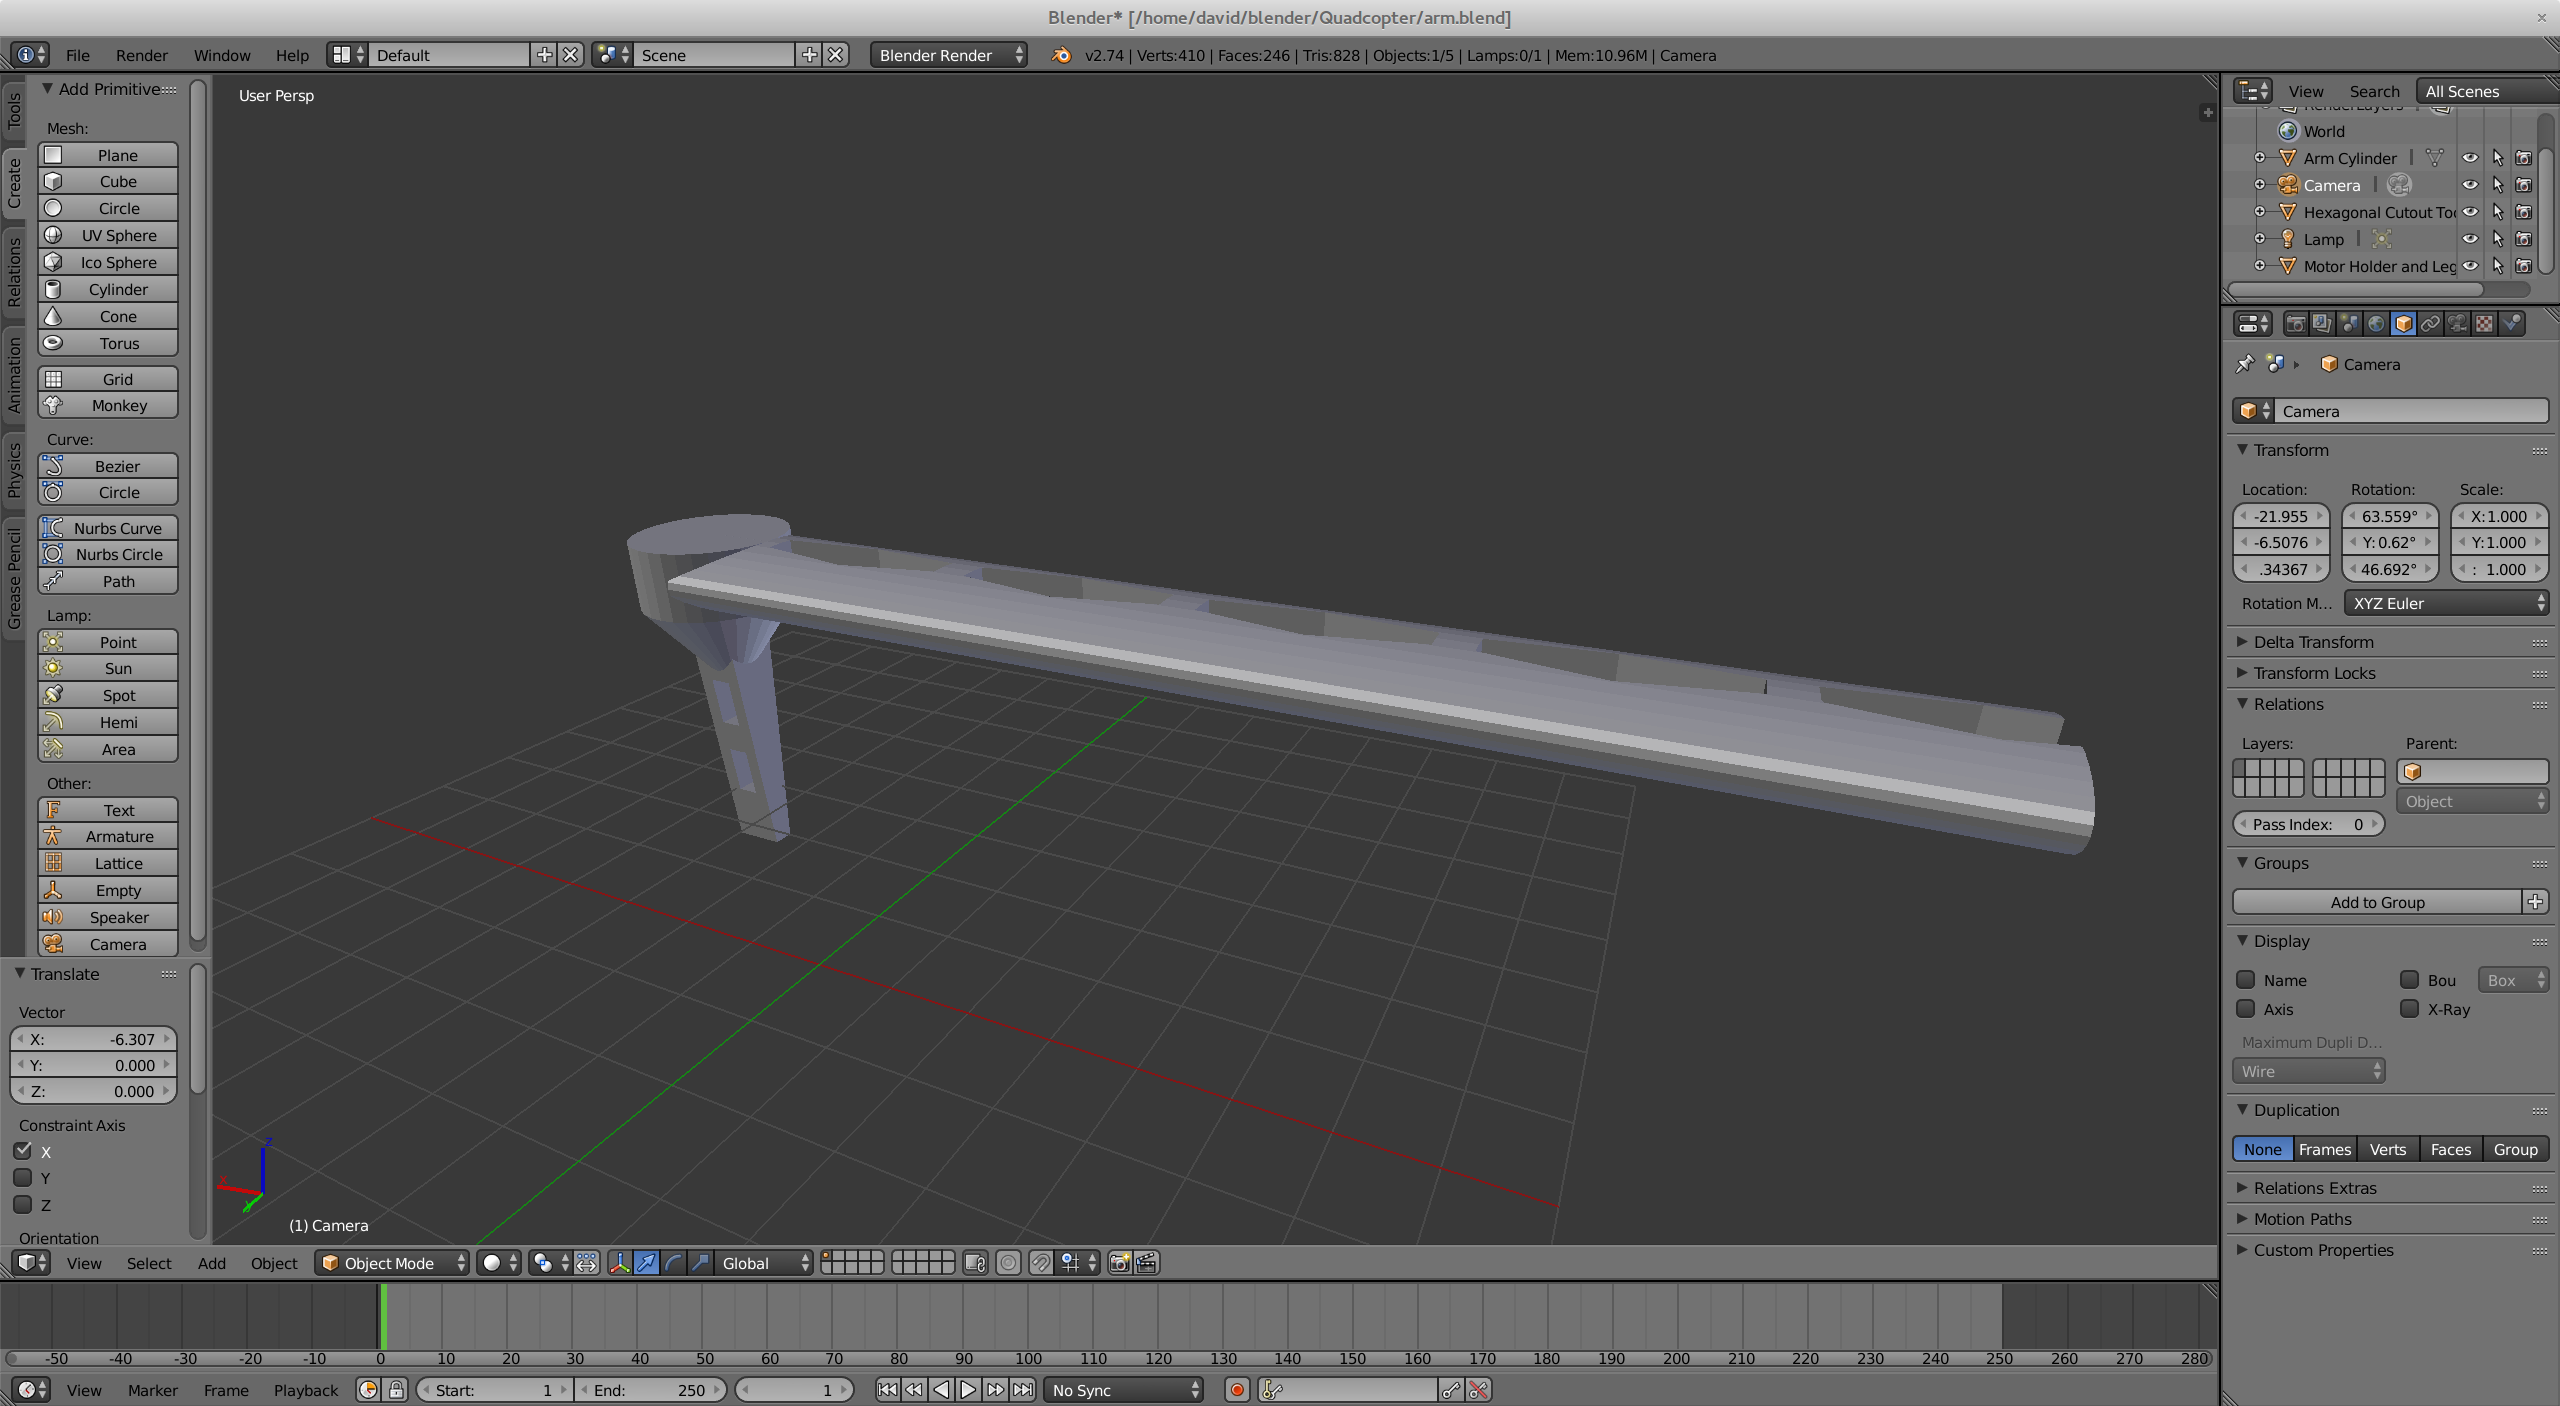 Blender* [/home/david/blender/Quadcopter/arm.blend]
File Render Window Help Default Scene Blender Render v2.74 | Verts:410 | Faces:246 | Tris:828 | Objects:1/5 | Lamps:0/1 | Mem:10.96M | Camera
Tools
Create
Relations
Animation
Physics
Grease Pencil
Add Primitive
Mesh:
Plane
Cube
Circle
UV Sphere
Ico Sphere
Cylinder
Cone
Torus
Grid
Monkey
Curve:
Bezier
Circle
Nurbs Curve
Nurbs Circle
Path
Lamp:
Point
Sun
Spot
Hemi
Area
Other:
Text
Armature
Lattice
Empty
Speaker
Camera
Translate
Vector
X: -6.307
Y: 0.000
Z: 0.000
Constraint Axis
X
Y
Z
Orientation
User Persp
z
x
y
(1) Camera
View Select Add Object Object Mode Global
-50 -40 -30 -20 -10 0 10 20 30 40 50 60 70 80 90 100 110 120 130 140 150 160 170 180 190 200 210 220 230 240 250 260 270 280
View Marker Frame Playback Start: 1 End: 250 1 No Sync
View Search All Scenes
RenderLayers
World
Arm Cylinder
Camera
Hexagonal Cutout Too
Lamp
Motor Holder and Leg
Camera
Camera
Transform
Location: Rotation: Scale:
-21.955 63.559° X:1.000
-6.5076 Y:0.62° Y:1.000
.34367 46.692° : 1.000
Rotation M... XYZ Euler
Delta Transform
Transform Locks
Relations
Layers: Parent:
Object
Pass Index: 0
Groups
Add to Group
Display
Name Bou Box
Axis X-Ray
Maximum Dupli D...
Wire
Duplication
None Frames Verts Faces Group
Relations Extras
Motion Paths
Custom Properties